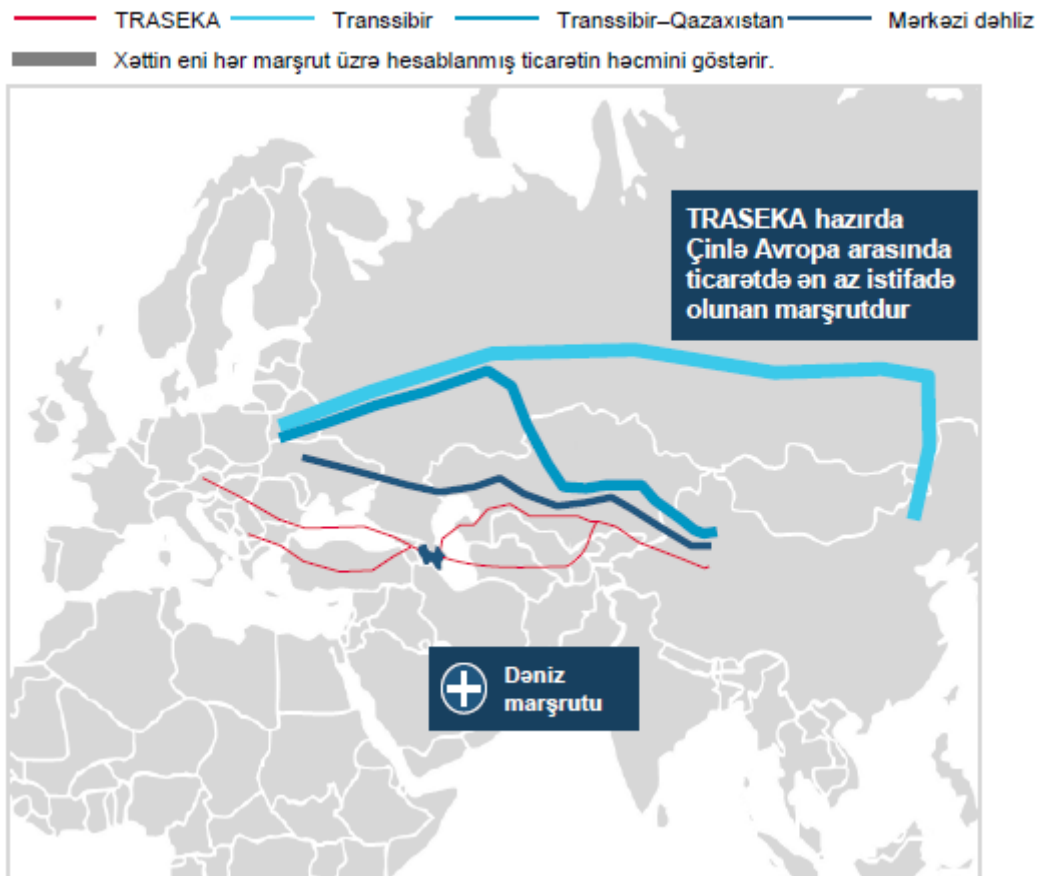 TRASEKA Transsibir Transsibir–Qazaxıstan Mərkəzi dəhliz
Xəttin eni hər marşrut üzrə hesablanmış ticarətin həcmini göstərir.
TRASEKA hazırda
Çinlə Avropa arasında
ticarətdə ən az istifadə
olunan marşrutdur
Dəniz
marşrutu